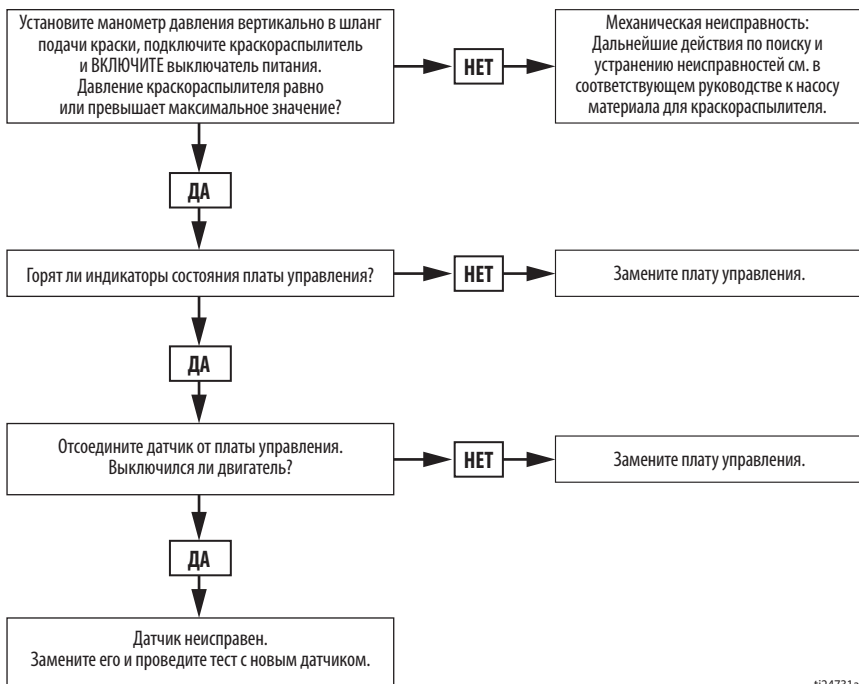 Установите манометр давления вертикально в шланг
подачи краски, подключите краскораспылитель
и ВКЛЮЧИТЕ выключатель питания.
Давление краскораспылителя равно
или превышает максимальное значение?
НЕТ
Механическая неисправность:
Дальнейшие действия по поиску и
устранению неисправностей см. в
соответствующем руководстве к насосу
материала для краскораспылителя.
ДА
Горят ли индикаторы состояния платы управления?
НЕТ
Замените плату управления.
ДА
Отсоедините датчик от платы управления.
Выключился ли двигатель?
НЕТ
Замените плату управления.
ДА
Датчик неисправен.
Замените его и проведите тест с новым датчиком.
ti24731a